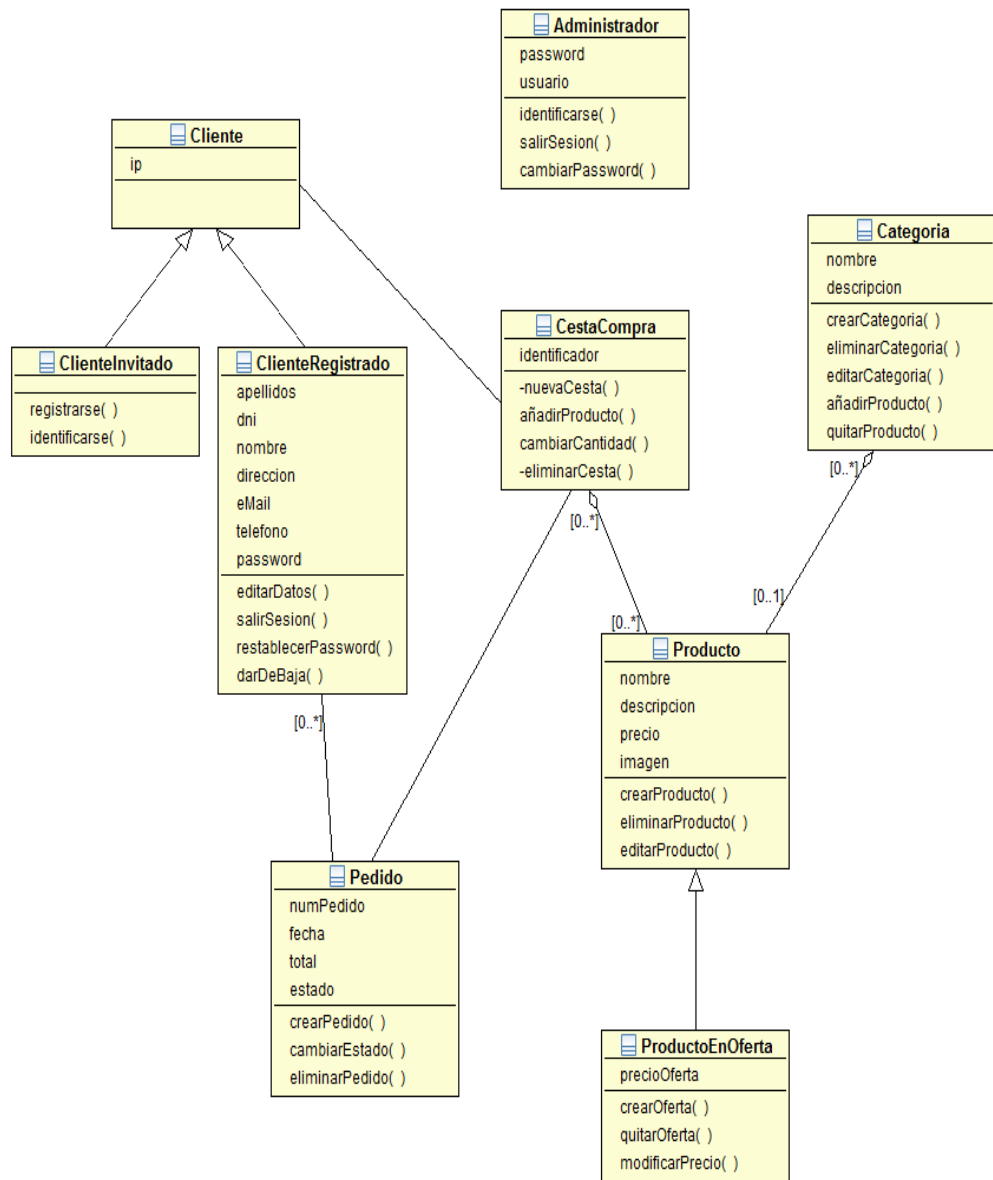 Administrador
password
usuario
identificarse( )
salirSesion( )
cambiarPassword( )
Cliente
ip
Categoria
nombre
descripcion
crearCategoria( )
eliminarCategoria( )
editarCategoria( )
añadirProducto( )
quitarProducto( )
[0..*]
[0..1]
CestaCompra
identificador
-nuevaCesta( )
añadirProducto( )
cambiarCantidad( )
-eliminarCesta( )
[0..*]
[0..*]
ClienteInvitado
registrarse( )
identificarse( )
ClienteRegistrado
apellidos
dni
nombre
direccion
eMail
telefono
password
editarDatos( )
salirSesion( )
restablecerPassword( )
darDeBaja( )
[0..*]
Producto
nombre
descripcion
precio
imagen
crearProducto( )
eliminarProducto( )
editarProducto( )
Pedido
numPedido
fecha
total
estado
crearPedido( )
cambiarEstado( )
eliminarPedido( )
ProductoEnOferta
precioOferta
crearOferta( )
quitarOferta( )
modificarPrecio( )